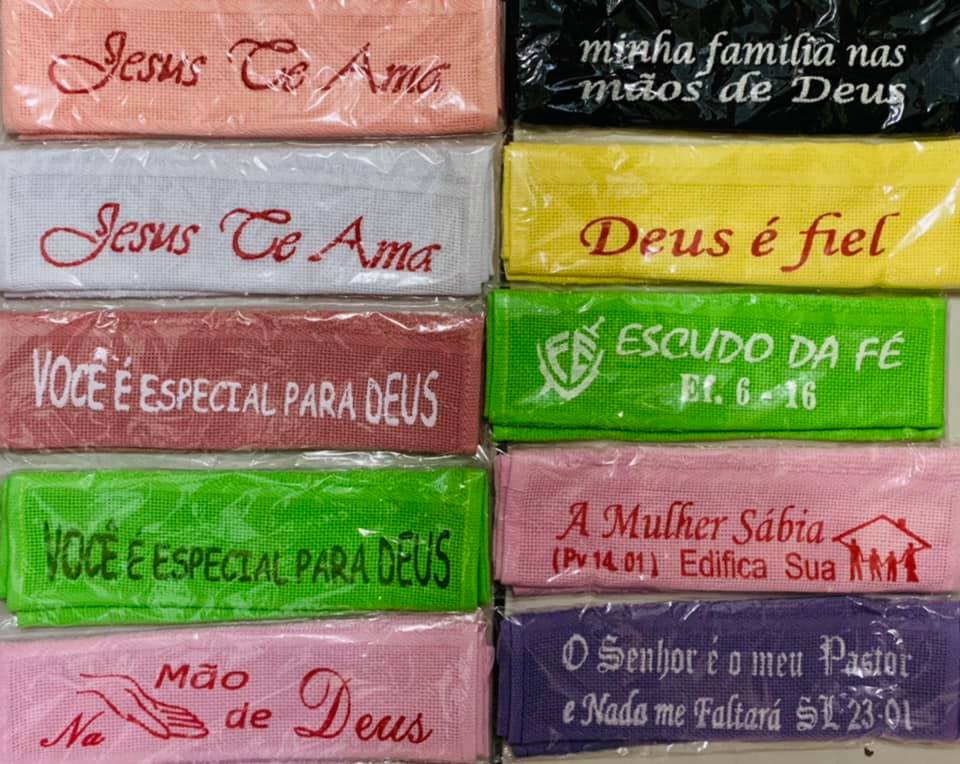 Jesus Te Ama
Jesus Te Ama
VOCÊ É ESPECIAL PARA DEUS
VOCÊ É ESPECIAL PARA DEUS
Mão
Na de Deus
minha família nas
mãos de Deus
Deus é fiel
FÉ ESCUDO DA FÉ
Ef. 6 - 16
A Mulher Sábia
(Pv 14, 01) Edifica Sua
O Senhor é o meu Pastor
e Nada me Faltará SL 23-01